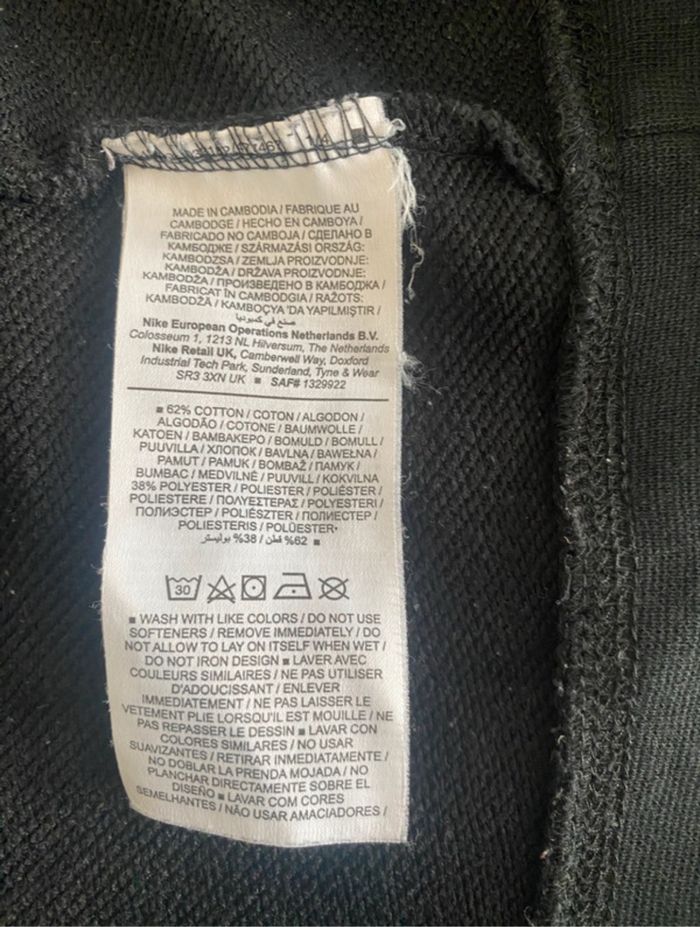 MADE IN CAMBODIA / FABRIQUE AU
CAMBODGE / HECHO EN CAMBOYA /
FABRICADO NO CAMBOJA / СДЕЛАНО В
КАМБОДЖЕ / SZÁRMAZÁSI ORSZÁG:
KAMBODZSA / ZEMLJA PROIZVODNJE:
KAMBODŽA / DRŽAVA PROIZVODNJE:
KAMBODŽA / ПРОИЗВЕДЕНО В КАМБОДЖА /
FABRICAT ÎN CAMBODGIA / RAŽOTS:
KAMBODŽĀ / KAMBOÇYA 'DA YAPILMIŞTIR /
صنع في كمبوديا
Nike European Operations Netherlands B.V.
Colosseum 1, 1213 NL Hilversum, The Netherlands
Nike Retail UK, Camberwell Way, Doxford
Industrial Tech Park, Sunderland, Tyne & Wear
SR3 3XN UK ■ SAF# 1329922
■ 62% COTTON / COTON / ALGODON /
ALGODÃO / COTONE / BAUMWOLLE /
KATOEN / ΒΑΜΒΑΚΕΡΟ / BOMULD / BOMULL /
PUUVILLA / ХЛОПОК / BAVLNA / BAWEŁNA /
PAMUT / PAMUK / BOMBAŽ / ПАМУК /
BUMBAC / MEDVILNĖ / PUUVILL / KOKVILNA
38% POLYESTER / POLIESTER / POLIÉSTER /
POLIESTERE / ΠΟΛΥΕΣΤΕΡΑΣ / POLYESTERI /
ПОЛИЭСТЕР / POLIÉSZTER / ПОЛИЕСТЕР /
POLIESTERIS / POLÜESTER*
■ 62% قطن / 38% بوليستر
30
■ WASH WITH LIKE COLORS / DO NOT USE
SOFTENERS / REMOVE IMMEDIATELY / DO
NOT ALLOW TO LAY ON ITSELF WHEN WET /
DO NOT IRON DESIGN ■ LAVER AVEC
COULEURS SIMILAIRES / NE PAS UTILISER
D'ADOUCISSANT / ENLEVER
IMMEDIATEMENT / NE PAS LAISSER LE
VETEMENT PLIE LORSQU'IL EST MOUILLE / NE
PAS REPASSER LE DESSIN ■ LAVAR CON
COLORES SIMILARES / NO USAR
SUAVIZANTES / RETIRAR INMEDIATAMENTE /
NO DOBLAR LA PRENDA MOJADA / NO
PLANCHAR DIRECTAMENTE SOBRE EL
DISEÑO ■ LAVAR COM CORES
SEMELHANTES / NÃO USAR AMACIADORES /